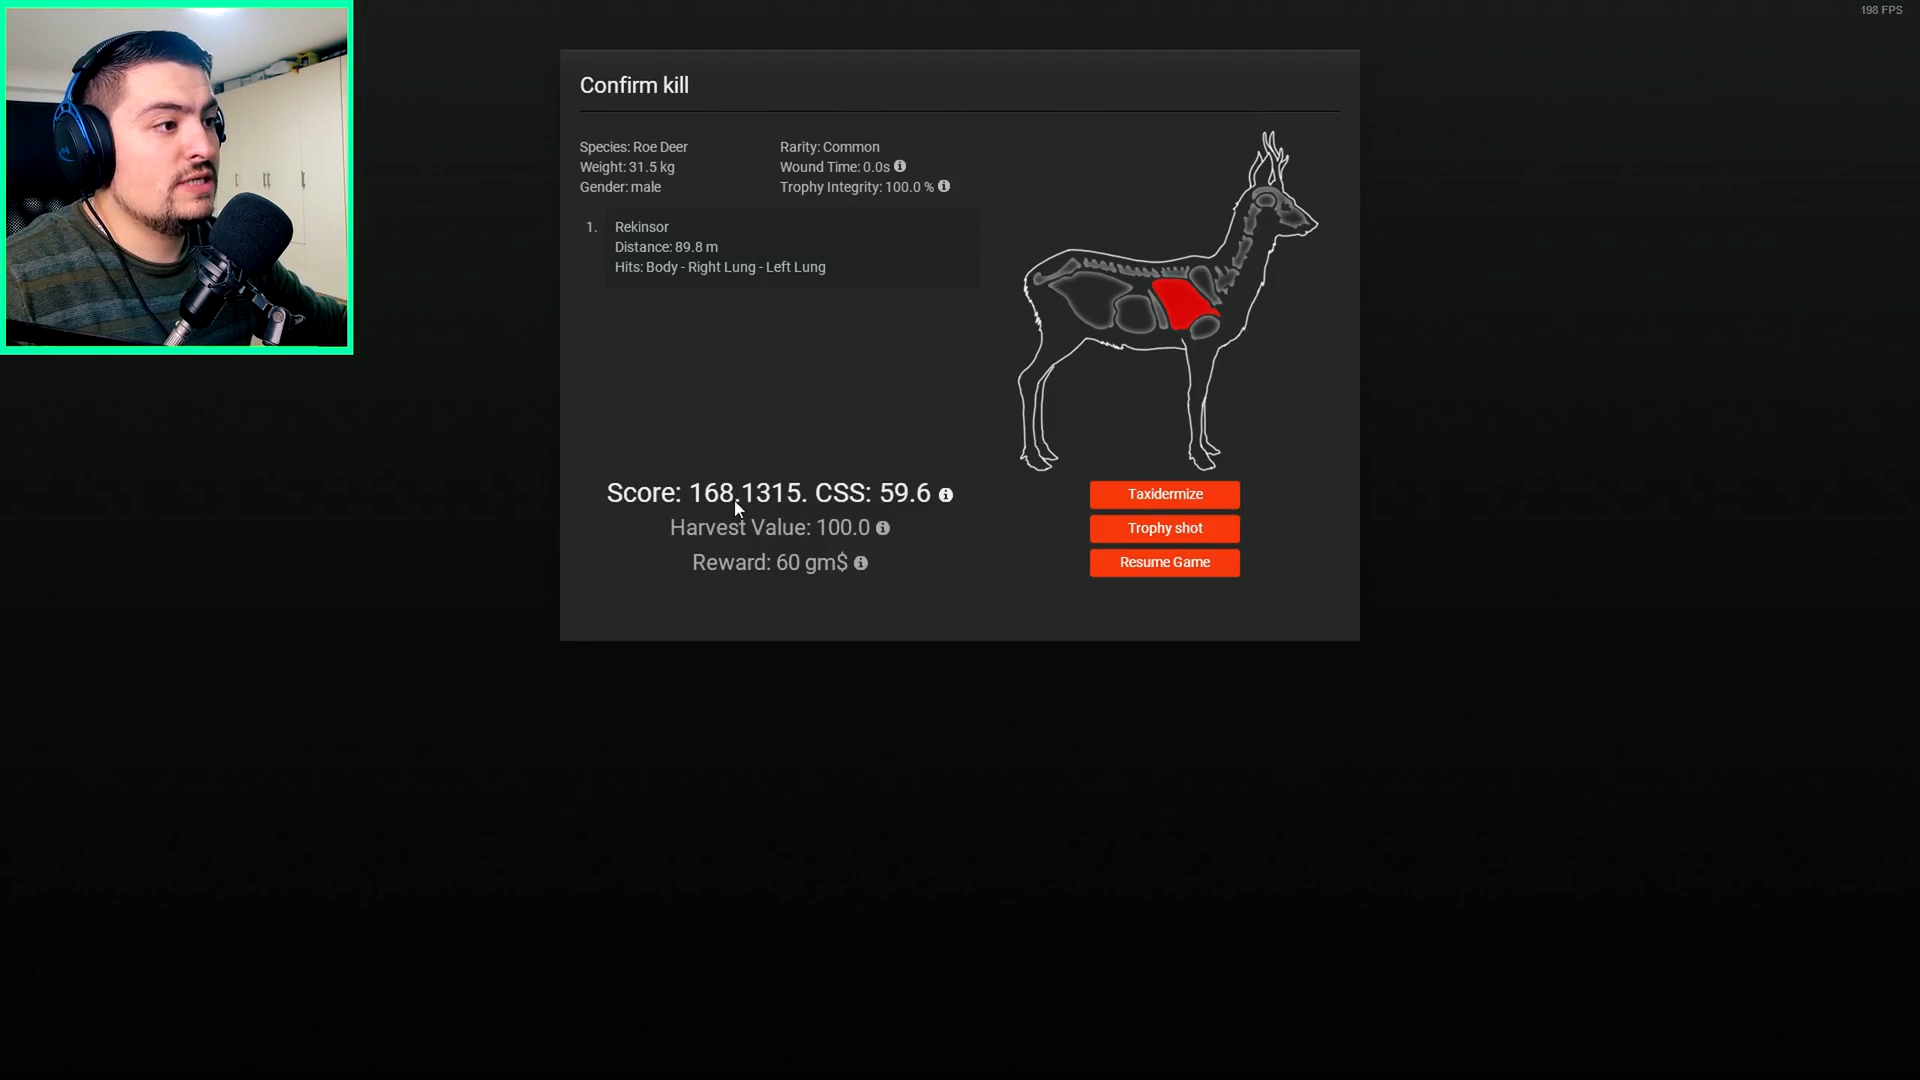 198 FPS
Confirm kill
Species: Roe Deer
Weight: 31.5 kg
Gender: male
Rarity: Common
Wound Time: 0.0s
Trophy Integrity: 100.0 %
1. Rekinsor
Distance: 89.8 m
Hits: Body - Right Lung - Left Lung
Score: 168.1315. CSS: 59.6
Harvest Value: 100.0
Reward: 60 gm$
Taxidermize
Trophy shot
Resume Game